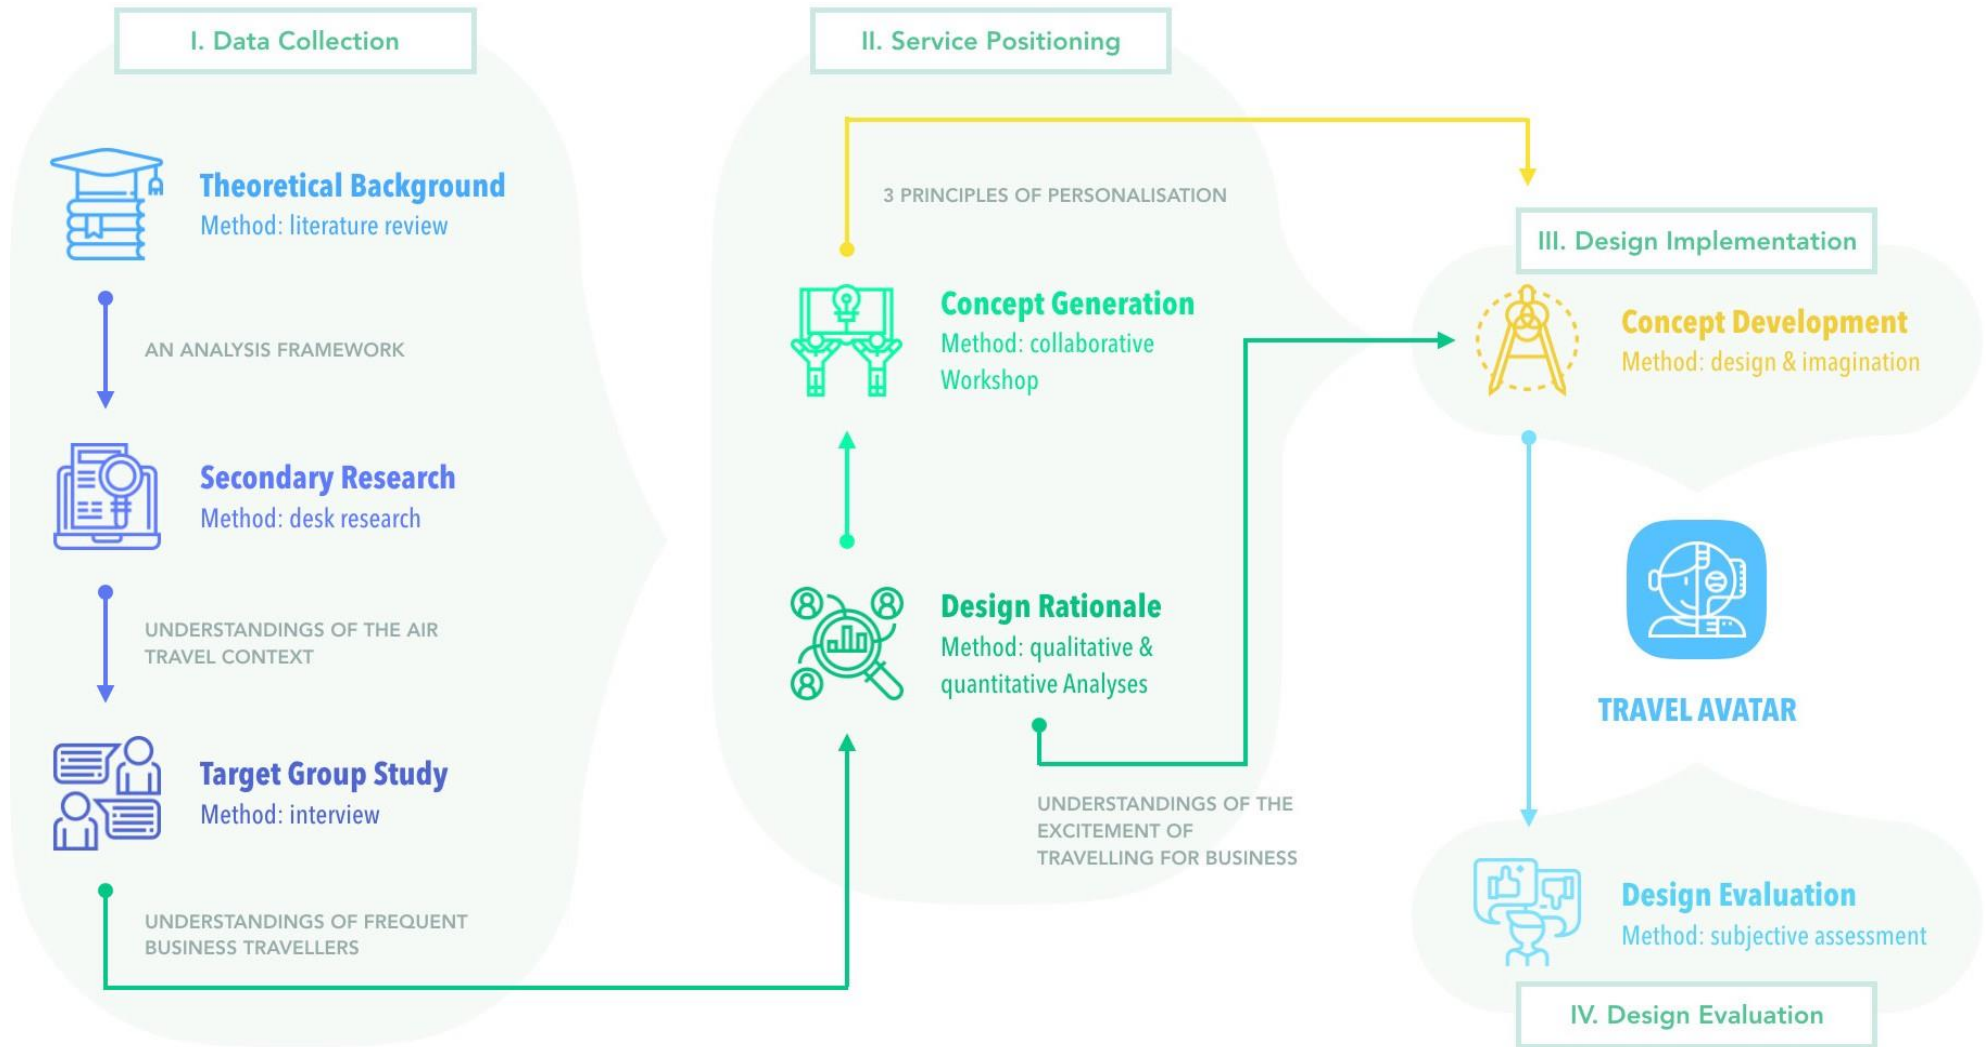 I. Data Collection
Theoretical Background
Method: literature review
AN ANALYSIS FRAMEWORK
Secondary Research
Method: desk research
UNDERSTANDINGS OF THE AIR
TRAVEL CONTEXT
Target Group Study
Method: interview
UNDERSTANDINGS OF FREQUENT
BUSINESS TRAVELLERS
II. Service Positioning
3 PRINCIPLES OF PERSONALISATION
Concept Generation
Method: collaborative
Workshop
Design Rationale
Method: qualitative &
quantitative Analyses
UNDERSTANDINGS OF THE
EXCITEMENT OF
TRAVELLING FOR BUSINESS
III. Design Implementation
Concept Development
Method: design & imagination
TRAVEL AVATAR
Design Evaluation
Method: subjective assessment
IV. Design Evaluation